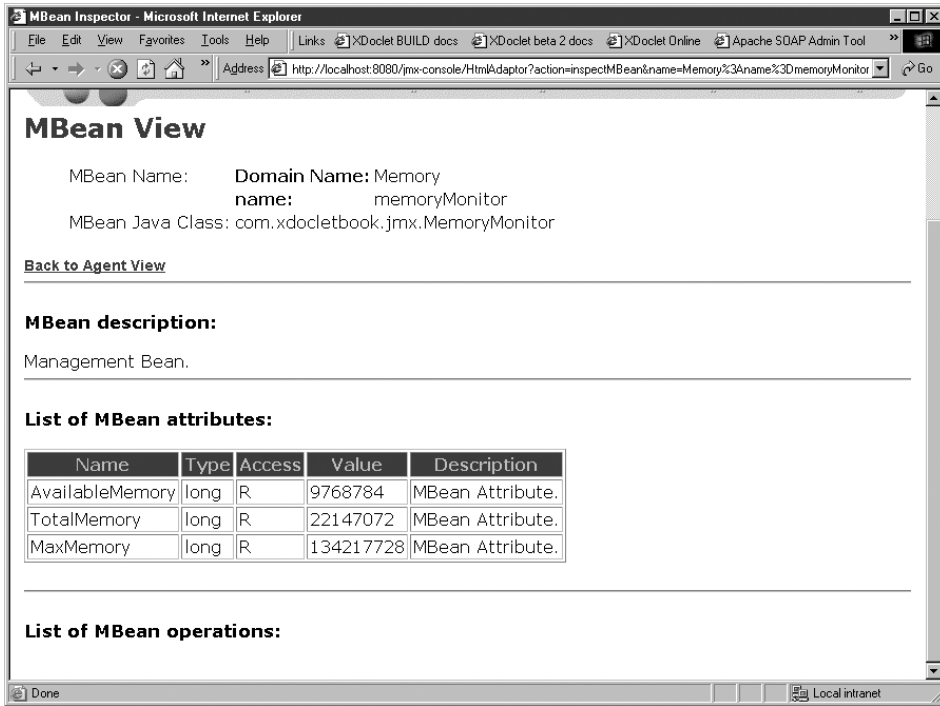 MBean Inspector - Microsoft Internet Explorer
File Edit View Favorites Tools Help Links XDoclet BUILD docs XDoclet beta 2 docs XDoclet Online Apache SOAP Admin Tool »
» Address http://localhost:8080/jmx-console/HtmlAdaptor?action=inspectMBean&name=Memory%3Aname%3DmemoryMonitor Go
MBean View
MBean Name: Domain Name: Memory
name: memoryMonitor
MBean Java Class: com.xdocletbook.jmx.MemoryMonitor
Back to Agent View
MBean description:
Management Bean.
List of MBean attributes:
Name Type Access Value Description
AvailableMemory long R 9768784 MBean Attribute.
TotalMemory long R 22147072 MBean Attribute.
MaxMemory long R 134217728 MBean Attribute.
List of MBean operations:
Done Local intranet